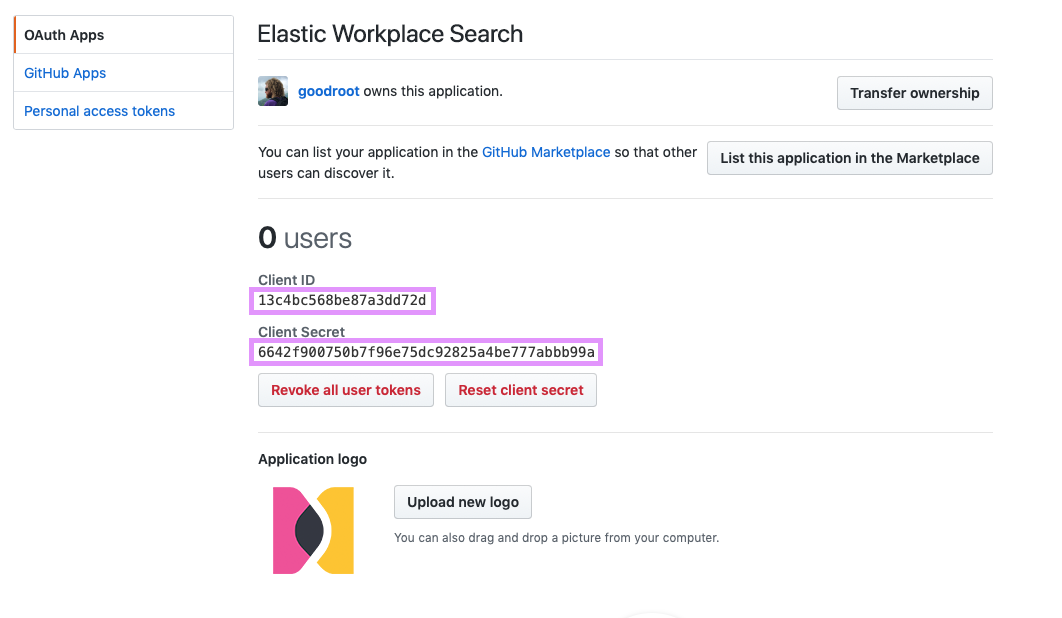 OAuth Apps
GitHub Apps
Personal access tokens
Elastic Workplace Search
goodroot owns this application.
Transfer ownership
You can list your application in the GitHub Marketplace so that other
users can discover it.
List this application in the Marketplace
0 users
Client ID
13c4bc568be87a3dd72d
Client Secret
6642f900750b7f96e75dc92825a4be777abbb99a
Revoke all user tokens
Reset client secret
Application logo
Upload new logo
You can also drag and drop a picture from your computer.